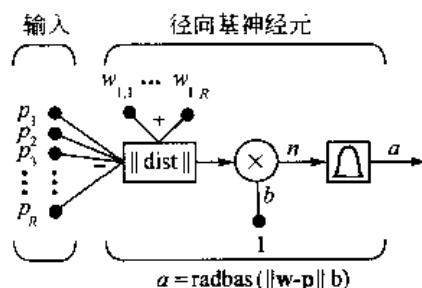 输入 径向基神经元
w1,1 ··· w1,R
+
p1
p2
p3
−
|| dist ||
×
n
a
b
pR
1
a = radbas(||w-p|| b)